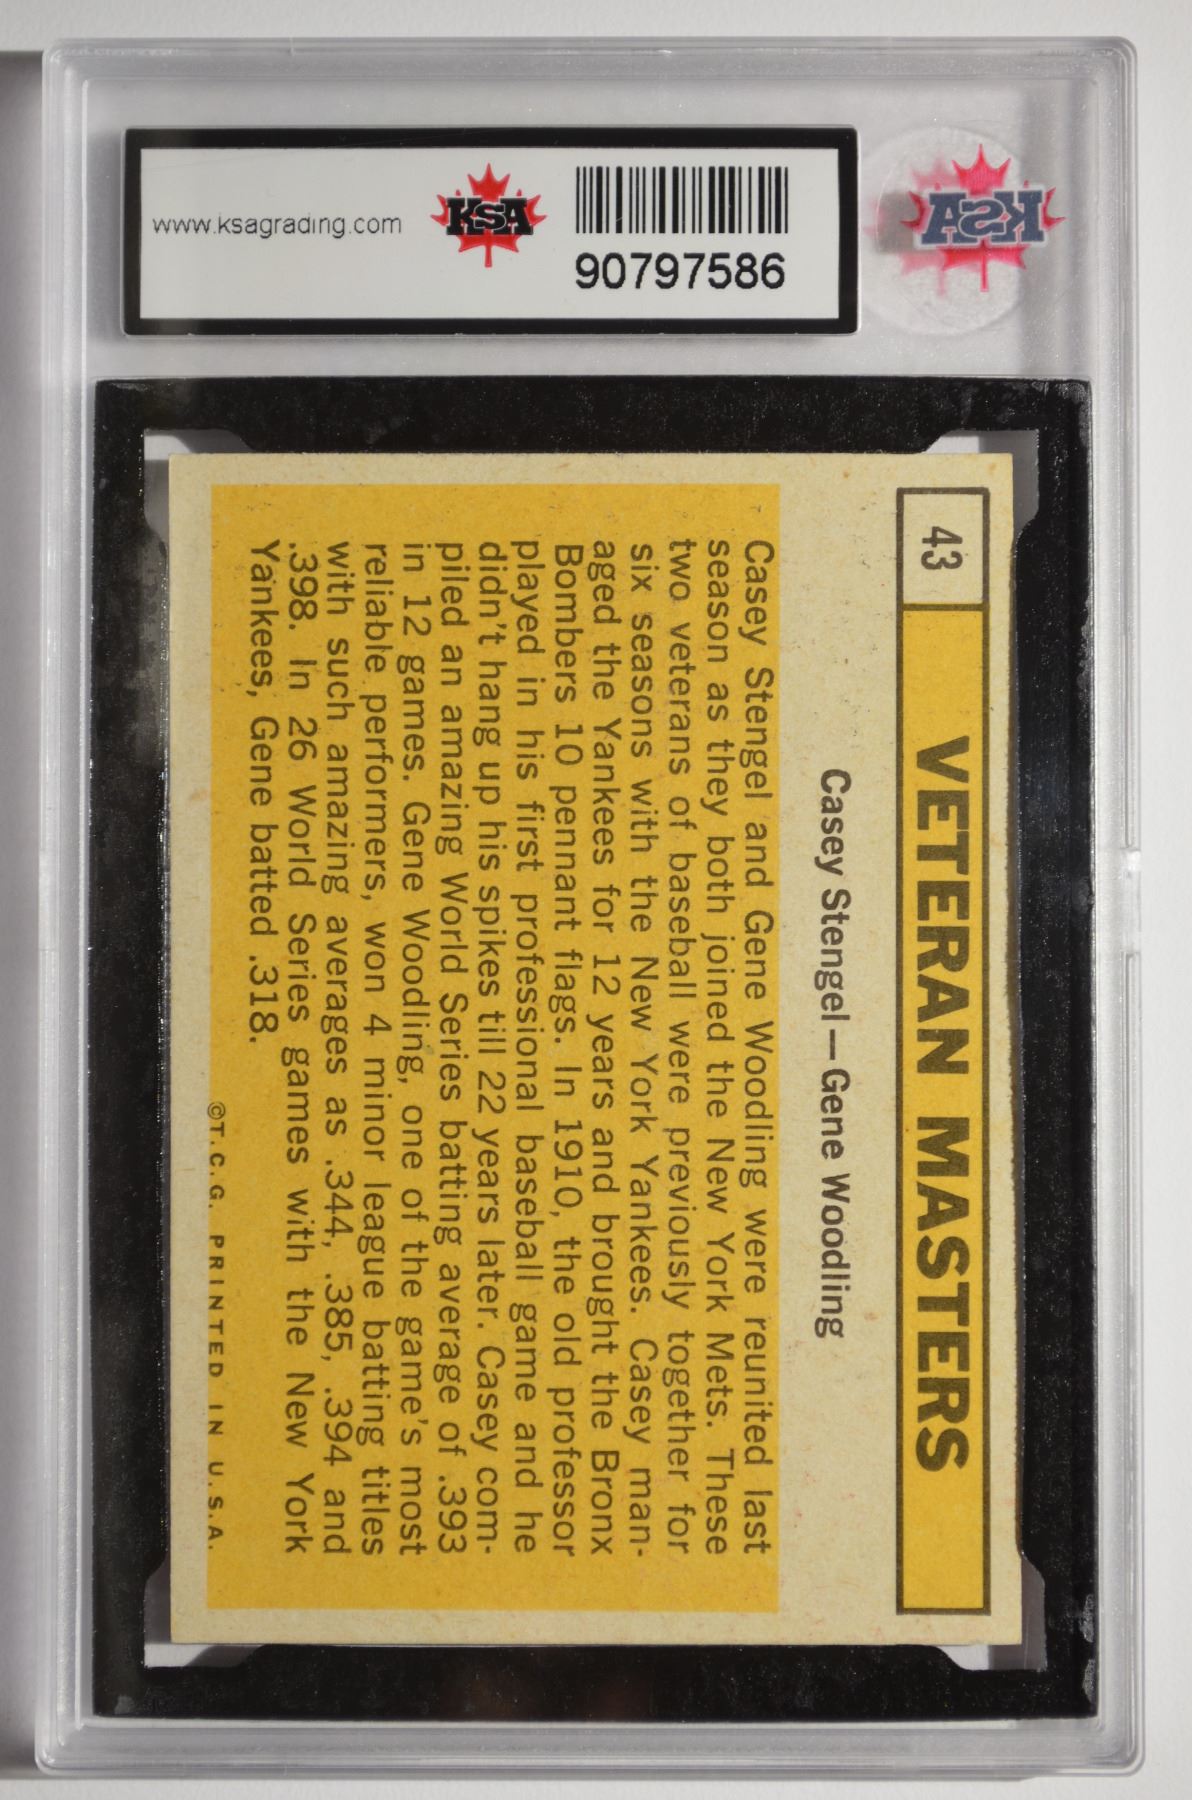 www.ksagrading.com
KSA
90797586
KSA
43
VETERAN MASTERS
Casey Stengel—Gene Woodling
Casey Stengel and Gene Woodling were reunited last
season as they both joined the New York Mets. These
two veterans of baseball were previously together for
six seasons with the New York Yankees. Casey man-
aged the Yankees for 12 years and brought the Bronx
Bombers 10 pennant flags. In 1910, the old professor
played in his first professional baseball game and he
didn't hang up his spikes till 22 years later. Casey com-
piled an amazing World Series batting average of .393
in 12 games. Gene Woodling, one of the game's most
reliable performers, won 4 minor league batting titles
with such amazing averages as .344, .385, .394 and
.398. In 26 World Series games with the New York
Yankees, Gene batted .318.
©T.C.G. PRINTED IN U.S.A.